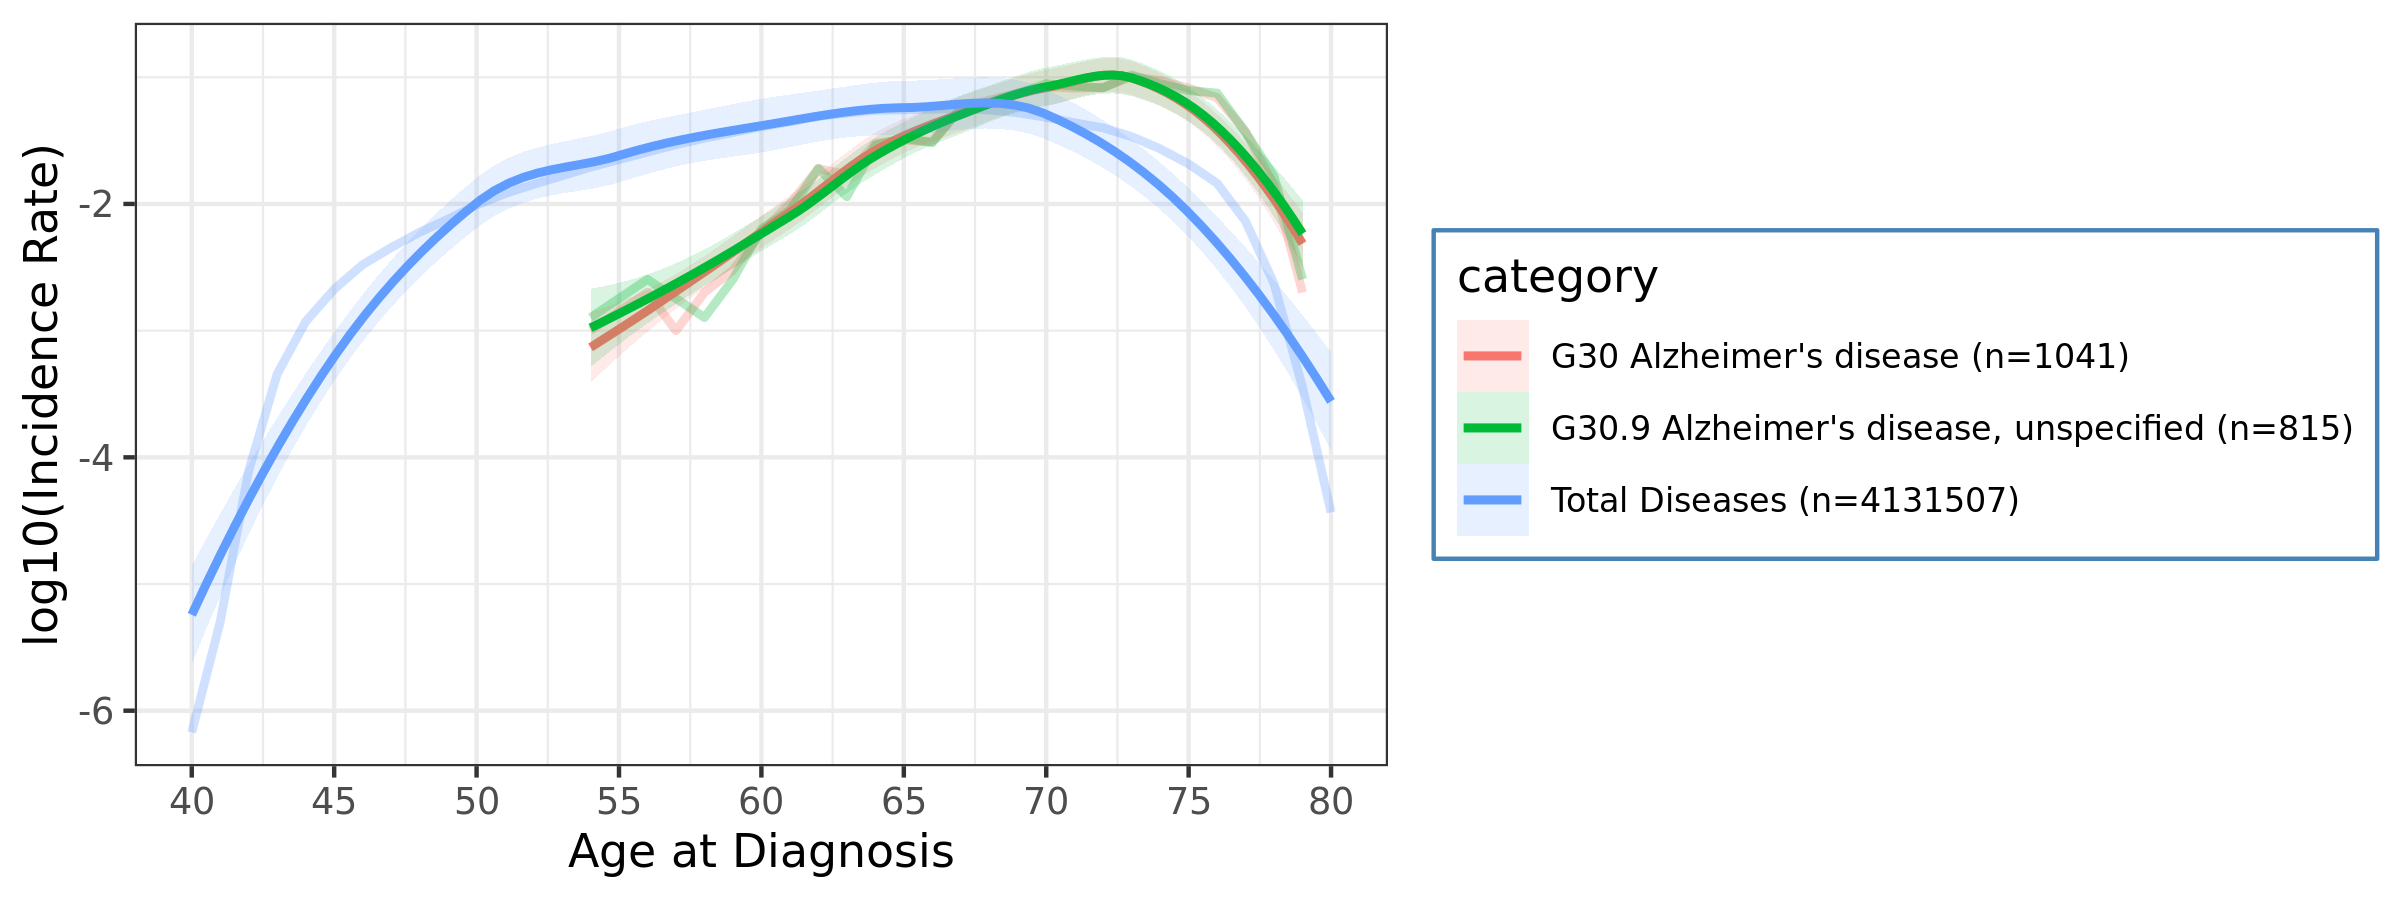 log10(Incidence Rate)
-2
-4
-6
40 45 50 55 60 65 70 75 80
Age at Diagnosis
category
G30 Alzheimer's disease (n=1041)
G30.9 Alzheimer's disease, unspecified (n=815)
Total Diseases (n=4131507)